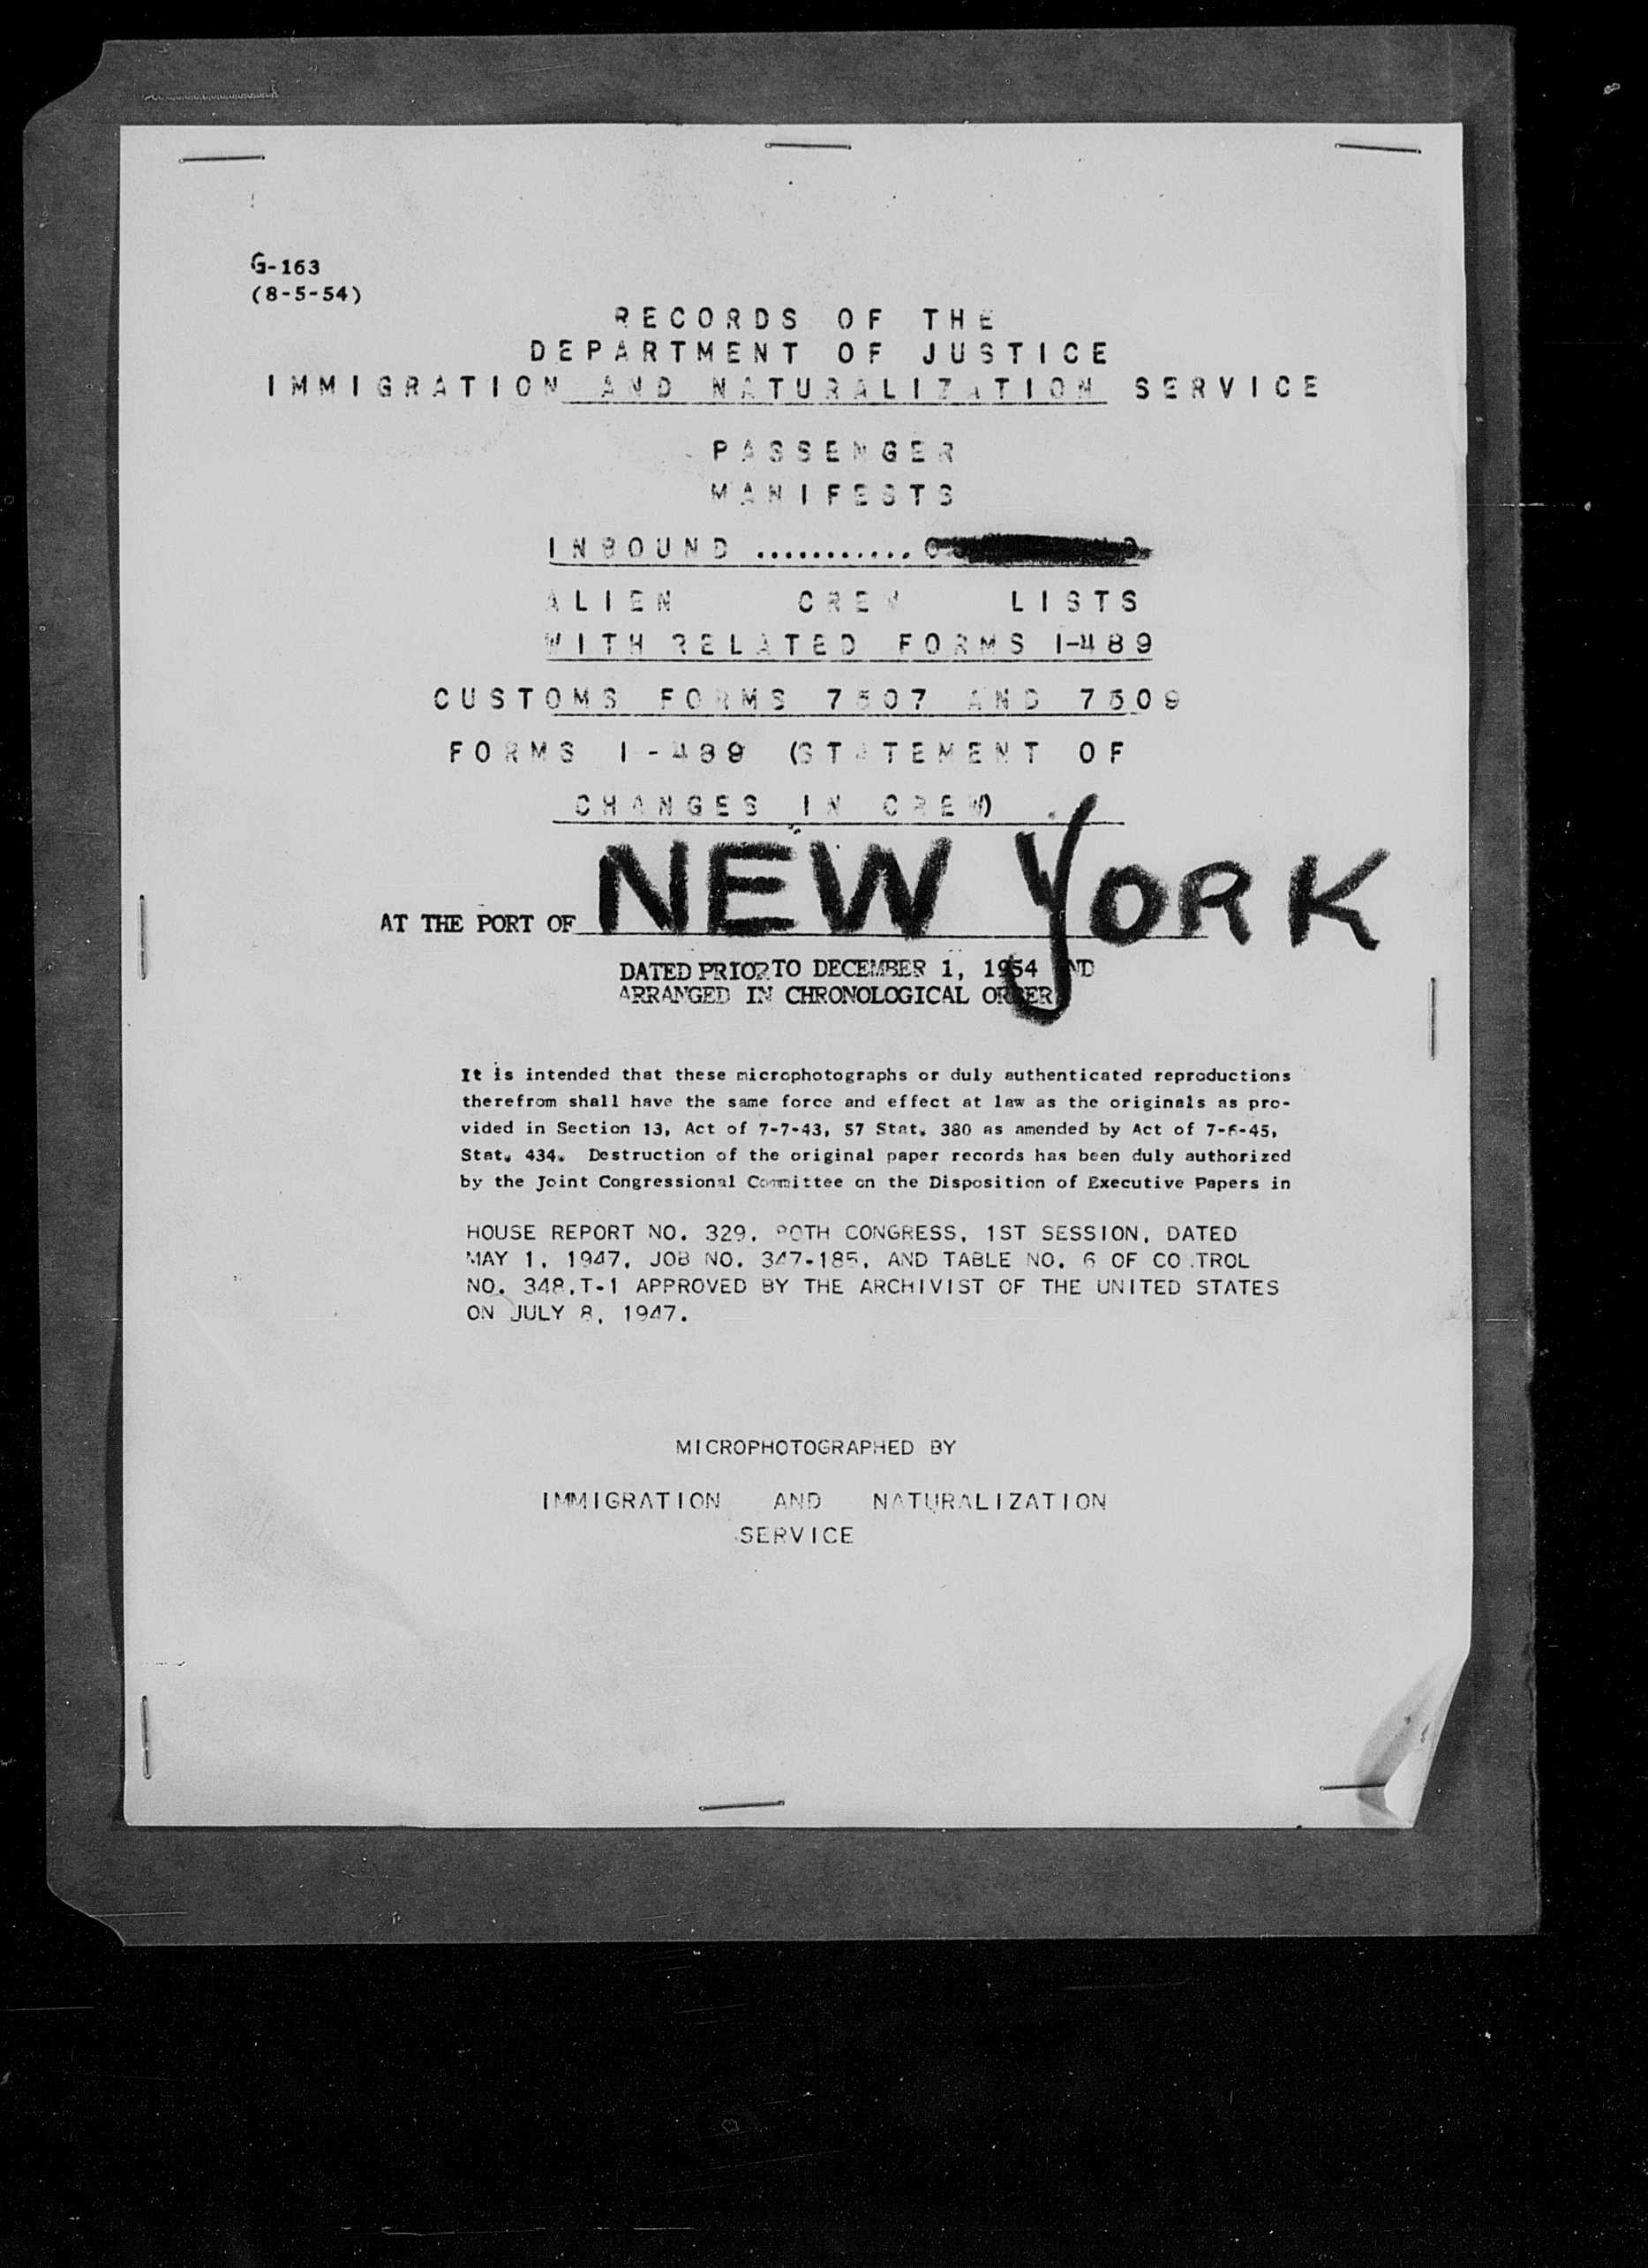 G-163
(8-5-54)
RECORDS OF THE
DEPARTMENT OF JUSTICE
IMMIGRATION AND NATURALIZATION SERVICE
PASSENGER
MANIFESTS
INBOUND ...........
ALIEN CREW LISTS
WITH RELATED FORMS I-489
CUSTOMS FORMS 7507 AND 7509
FORMS I-489 (STATEMENT OF
CHANGES IN CREW)
AT THE PORT OF NEW YORK
DATED PRIOR TO DECEMBER 1, 1954 AND
ARRANGED IN CHRONOLOGICAL ORDER
It is intended that these microphotographs or duly authenticated reproductions
therefrom shall have the same force and effect at law as the originals as pro-
vided in Section 13, Act of 7-7-43, 57 Stat. 380 as amended by Act of 7-6-45,
Stat. 434. Destruction of the original paper records has been duly authorized
by the Joint Congressional Committee on the Disposition of Executive Papers in
HOUSE REPORT NO. 329, 80TH CONGRESS, 1ST SESSION, DATED
MAY 1, 1947, JOB NO. 347-185, AND TABLE NO. 6 OF CO TROL
NO. 348,T-1 APPROVED BY THE ARCHIVIST OF THE UNITED STATES
ON JULY 8, 1947.
MICROPHOTOGRAPHED BY
IMMIGRATION AND NATURALIZATION
SERVICE